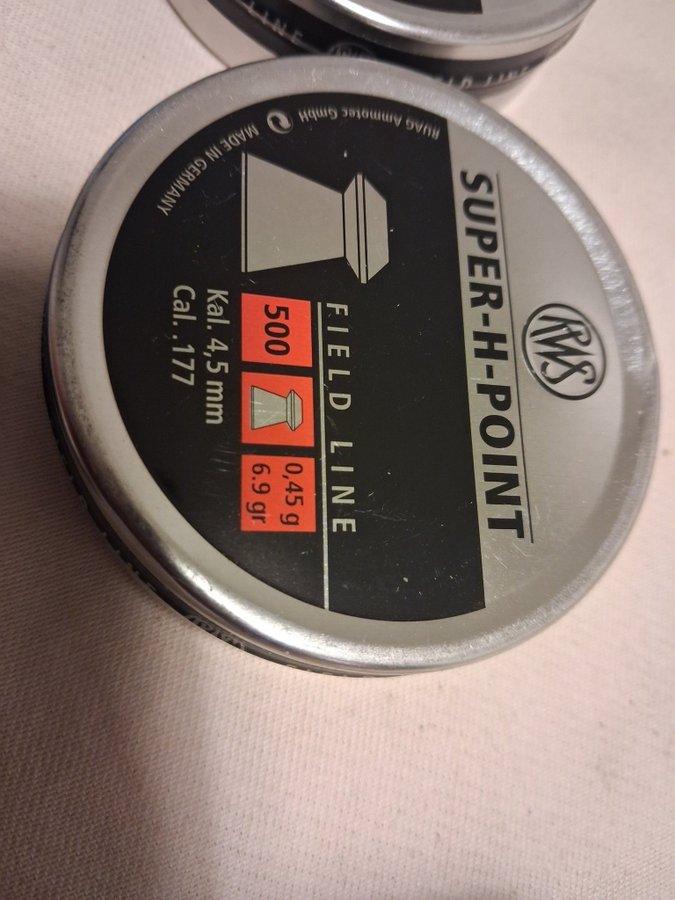 RWS
SUPER-H-POINT
FIELD LINE
500
0,45 g
6.9 gr
Kal. 4,5 mm
Cal. .177
RUAG Ammotec GmbH
MADE IN GERMANY
LINE